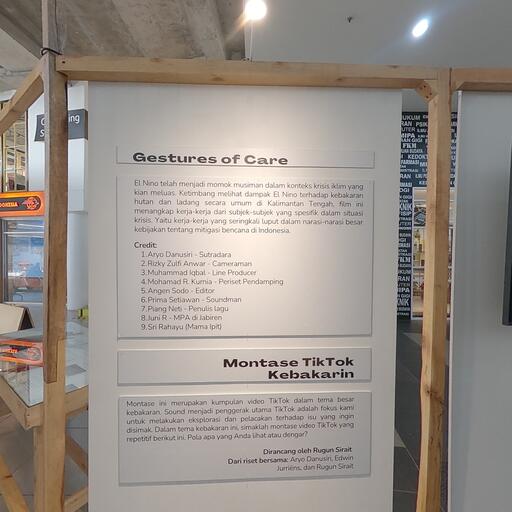 Gestures of Care
El Nino telah menjadi momok musiman dalam konteks krisis iklim yang
kian meluas. Ketimbang melihat dampak El Nino terhadap kebakaran
hutan dan ladang secara umum di Kalimantan Tengah, film ini
menangkap kerja-kerja dari subjek-subjek yang spesifik dalam situasi
krisis. Yaitu kerja-kerja yang seringkali luput dalam narasi-narasi besar
kebijakan tentang mitigasi bencana di Indonesia.
Credit:
1. Aryo Danusiri - Sutradara
2. Rizky Zulfi Anwar - Cameraman
3. Muhammad Iqbal - Line Producer
4. Mohamad R. Kurnia - Periset Pendamping
5. Angen Sodo - Editor
6. Prima Setiawan - Soundman
7. Piang Neti - Penulis lagu
8. Juni R - MPA di Jabiren
9. Sri Rahayu (Mama Ipit)
Montase TikTok
Kebakarin
Montase ini merupakan kumpulan video TikTok dalam tema besar
kebakaran. Sound menjadi penggerak utama TikTok adalah fokus kami
untuk melakukan eksplorasi dan pelacakan terhadap isu yang ingin
disimak. Dalam tema kebakaran ini, simaklah montase video TikTok yang
repetitif berikut ini. Pola apa yang Anda lihat atau dengar?
Dirancang oleh Rugun Sirait
Dari riset bersama: Aryo Danusiri, Edwin
Jurriëns, dan Rugun Sirait